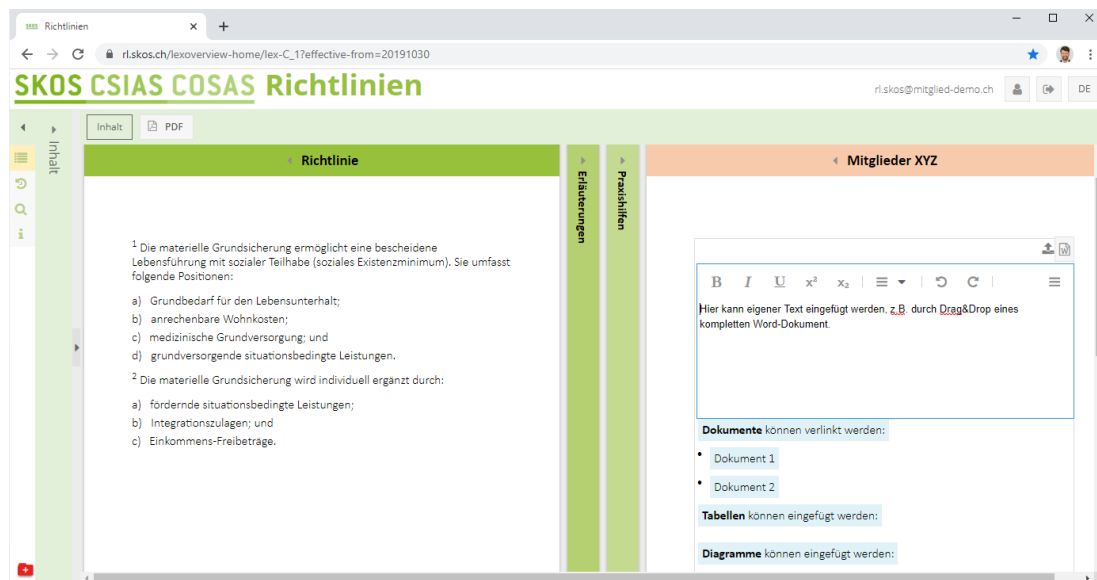 SKOS Richtlinien
rl.skos.ch/lexoverview-home/lex-C_1?effective-from=20191030
SKOS CSIAS COSAS Richtlinien
rl.skos@mitglied-demo.ch
DE
Inhalt
Inhalt
PDF
Richtlinie
Erläuterungen
Praxishilfen
Mitglieder XYZ
1 Die materielle Grundsicherung ermöglicht eine bescheidene
Lebensführung mit sozialer Teilhabe (soziales Existenzminimum). Sie umfasst
folgende Positionen:
a) Grundbedarf für den Lebensunterhalt;
b) anrechenbare Wohnkosten;
c) medizinische Grundversorgung; und
d) grundversorgende situationsbedingte Leistungen.
2 Die materielle Grundsicherung wird individuell ergänzt durch:
a) fördernde situationsbedingte Leistungen;
b) Integrationszulagen; und
c) Einkommens-Freibeträge.
B I U x² x₂
Hier kann eigener Text eingefügt werden, z.B. durch Drag&Drop eines
kompletten Word-Dokument.
Dokumente können verlinkt werden:
• Dokument 1
• Dokument 2
Tabellen können eingefügt werden:
Diagramme können eingefügt werden: